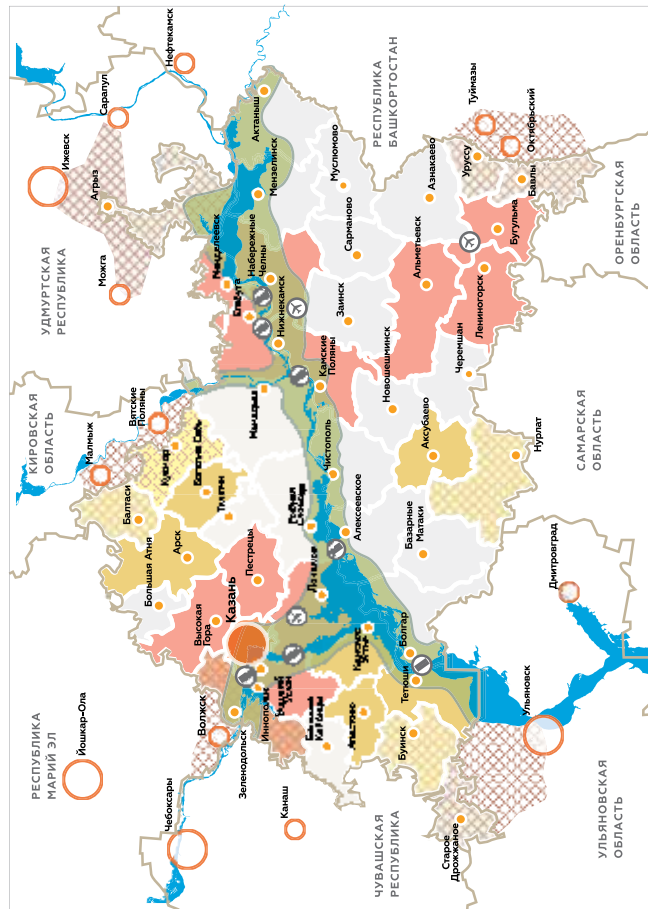 РЕСПУБЛИКА
МАРИЙ ЭЛ
Йошкар-Ола
КИРОВСКАЯ
ОБЛАСТЬ
УДМУРТСКАЯ
РЕСПУБЛИКА
Ижевск
Сарапул
Нефтекамск
Можга
Агрыз
Малмыж
Вятские
Поляны
Чебоксары
Волжск
Канаш
Зеленодольск
Иннополис
Балтаси
Кукмор
Большая Атня
Арск
Высокая
Гора
Казань
Пестрецы
Менделеевск
Елабуга
Набережные
Челны
Мензелинск
Актаныш
Нижнекамск
Мамадыш
Камские
Поляны
Чистополь
Алексеевское
Апастово
Тетюши
Болгар
Буинск
Старое
Дрожжаное
ЧУВАШСКАЯ
РЕСПУБЛИКА
Базарные
Матаки
Аксубаево
Новошешминск
Заинск
Сарманово
Муслюмово
РЕСПУБЛИКА
БАШКОРТОСТАН
Альметьевск
Азнакаево
Черемшан
Лениногорск
Бугульма
Уруссу
Туймазы
Октябрьский
Бавлы
Нурлат
Ульяновск
Дмитровград
УЛЬЯНОВСКАЯ
ОБЛАСТЬ
САМАРСКАЯ
ОБЛАСТЬ
ОРЕНБУРГСКАЯ
ОБЛАСТЬ